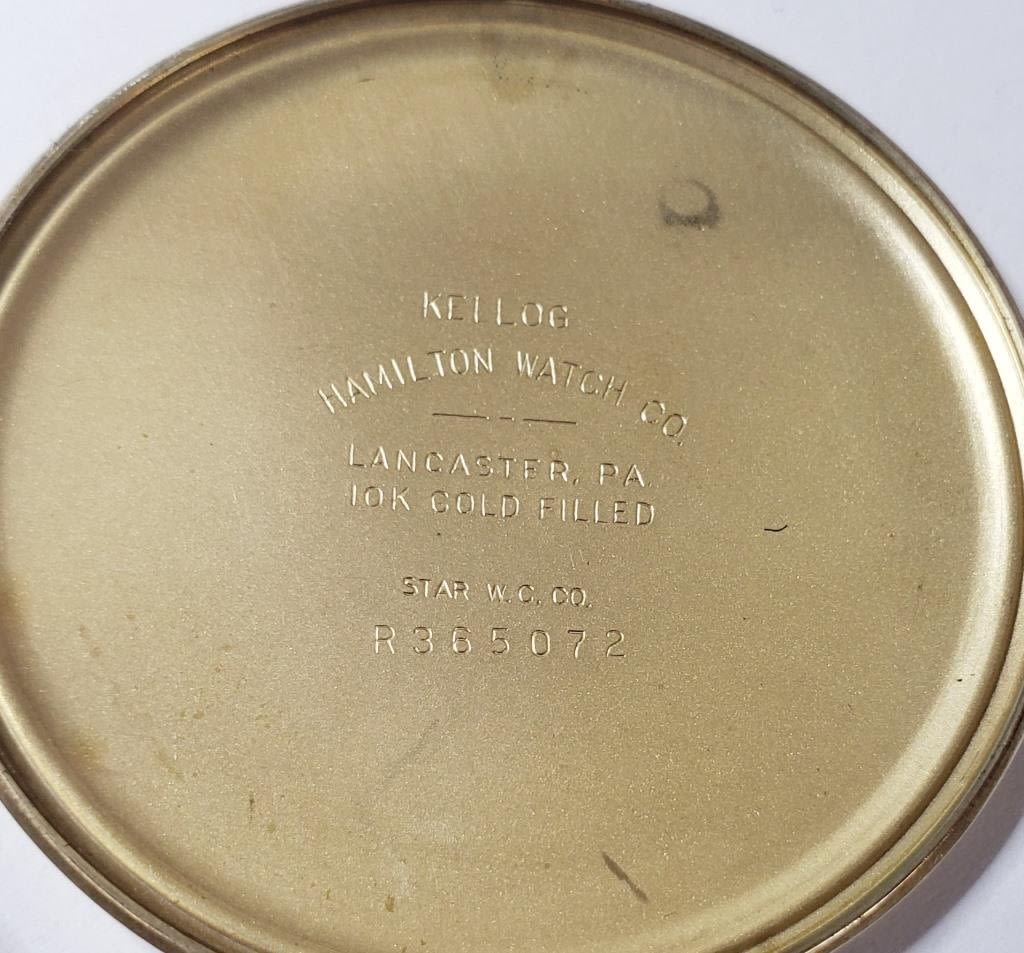 KELLOG
HAMILTON WATCH CO.
LANCASTER, PA.
10K GOLD FILLED
STAR W.C. CO.
R365072